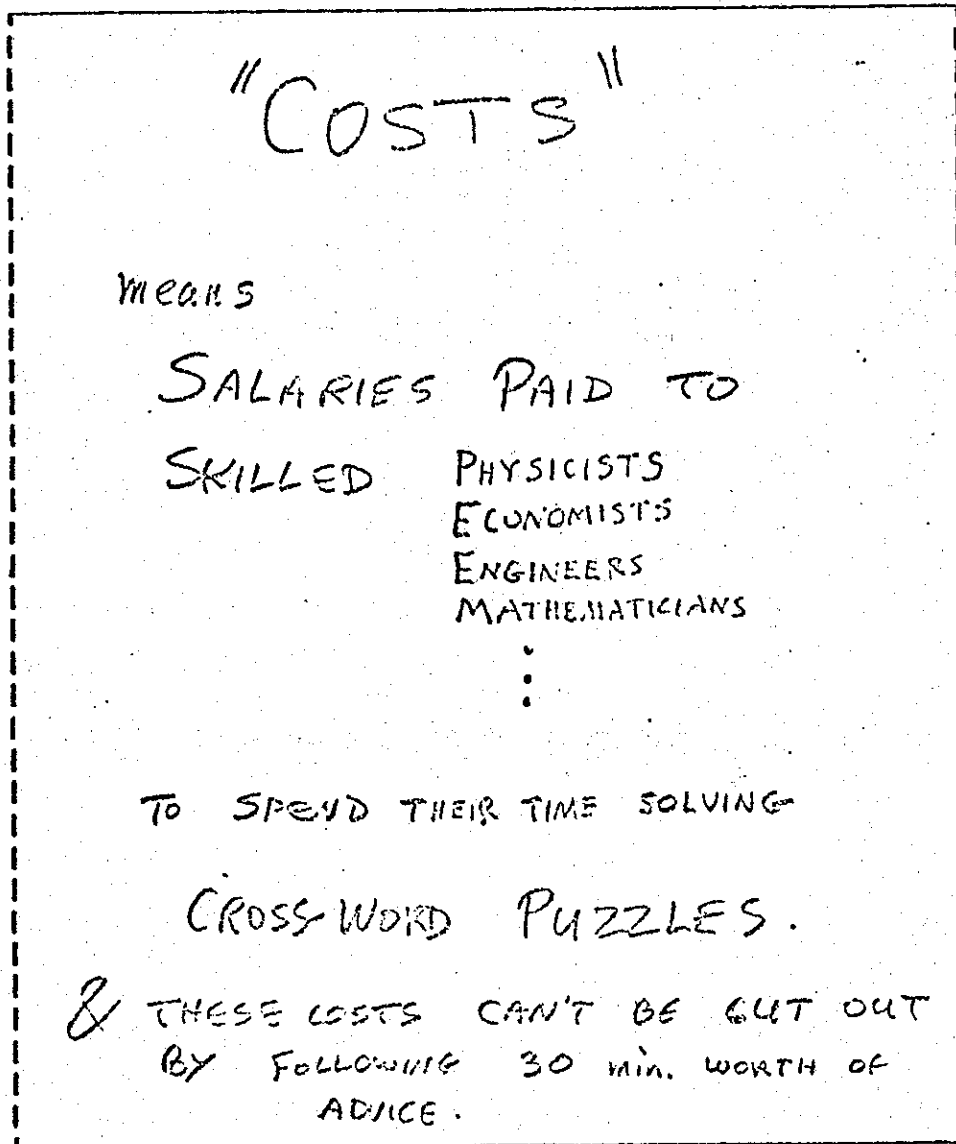 "COSTS"
means
SALARIES PAID TO
SKILLED PHYSICISTS
ECONOMISTS
ENGINEERS
MATHEMATICIANS
⋮
TO SPEND THEIR TIME SOLVING
CROSS-WORD PUZZLES.
& THESE COSTS CAN'T BE CUT OUT
BY FOLLOWING 30 min. WORTH OF
ADVICE.